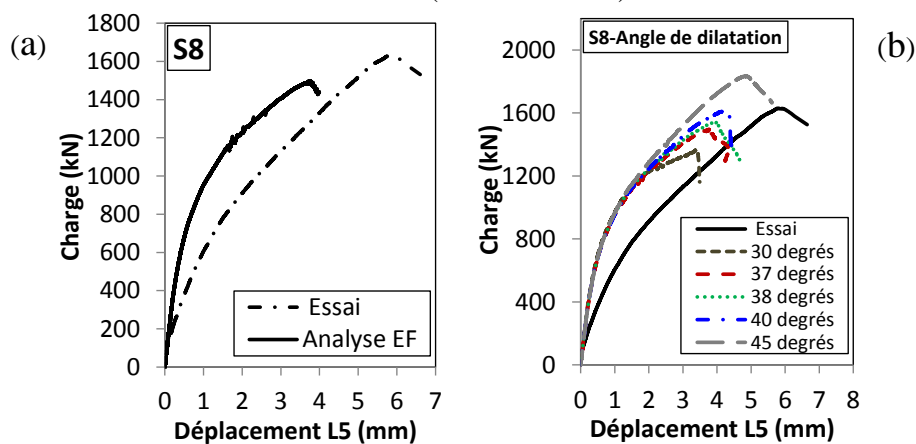 (a)
S8
Charge (kN)
1800
1600
1400
1200
1000
800
600
400
200
0
Essai
Analyse EF
0 1 2 3 4 5 6 7
Déplacement L5 (mm)
S8-Angle de dilatation
(b)
Charge (kN)
2000
1600
1200
800
400
0
Essai
30 degrés
37 degrés
38 degrés
40 degrés
45 degrés
0 1 2 3 4 5 6 7 8
Déplacement L5 (mm)